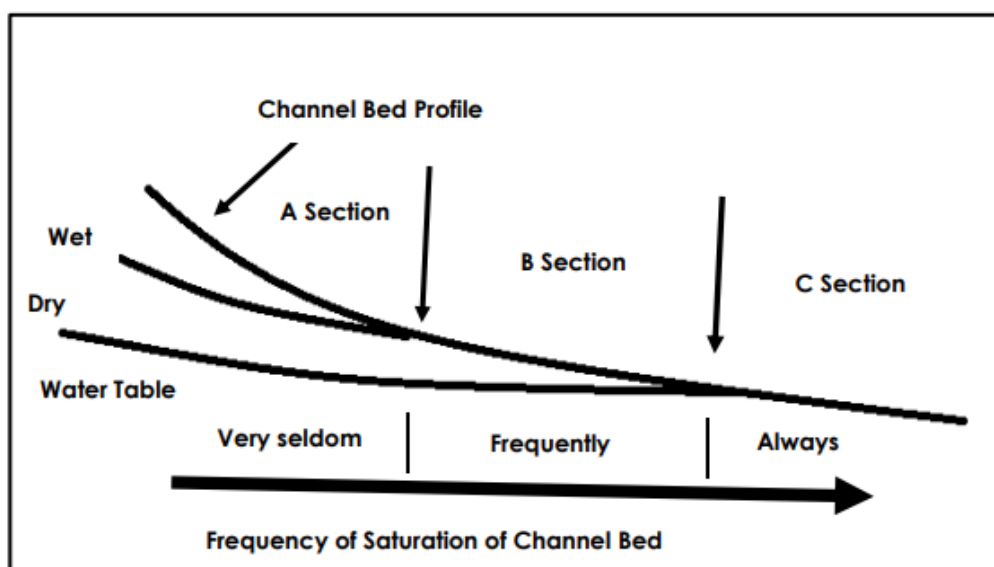 Channel Bed Profile
A Section
Wet
B Section
C Section
Dry
Water Table
Very seldom
Frequently
Always
Frequency of Saturation of Channel Bed